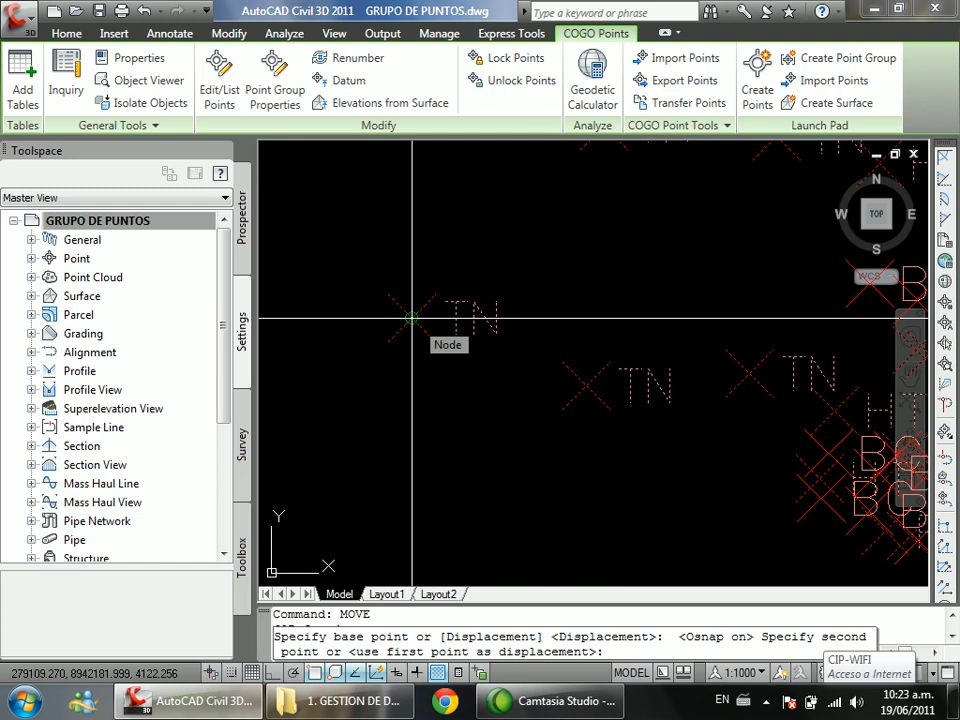 AutoCAD Civil 3D 2011 GRUPO DE PUNTOS.dwg
Type a keyword or phrase
3D
Home Insert Annotate Modify Analyze View Output Manage Express Tools COGO Points
Add Tables
Inquiry
Properties
Object Viewer
Isolate Objects
Edit/List Points
Point Group Properties
Renumber
Datum
Elevations from Surface
Lock Points
Unlock Points
Geodetic Calculator
Import Points
Export Points
Transfer Points
Create Points
Create Point Group
Import Points
Create Surface
Tables General Tools Modify Analyze COGO Point Tools Launch Pad
Toolspace
Master View
GRUPO DE PUNTOS
General
Point
Point Cloud
Surface
Parcel
Grading
Alignment
Profile
Profile View
Superelevation View
Sample Line
Section
Section View
Mass Haul Line
Mass Haul View
Pipe Network
Pipe
Structure
Prospector
Settings
Survey
Toolbox
N
W TOP E
S
WCS
TN
Node
TN
TN
Y
X
Model Layout1 Layout2
Command: MOVE
Specify base point or [Displacement] <Displacement>: <Osnap on> Specify second
point or <use first point as displacement>:
CIP-WIFI
Acceso a Internet
279109.270, 8942181.999, 4122.256
MODEL
1:1000
AutoCAD Civil 3D...
1. GESTION DE D...
Camtasia Studio -...
EN
10:23 a.m.
19/06/2011